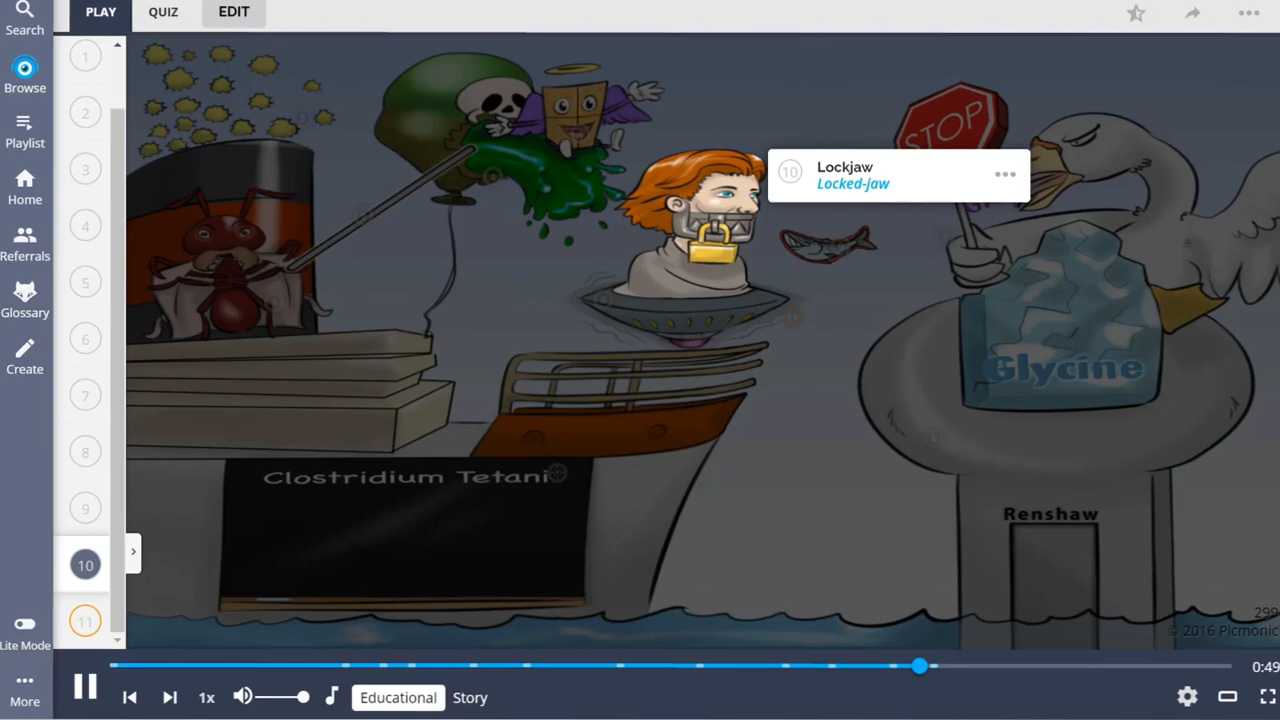 Search
Browse
Playlist
Home
Referrals
Glossary
Create
Lite Mode
More
PLAY QUIZ EDIT
1
2
3
4
5
6
7
8
9
10
11
STOP
10 Lockjaw
Locked-jaw
Glycine
Clostridium Tetani
Renshaw
299
© 2016 Picmonic
0:49
1x
Educational Story